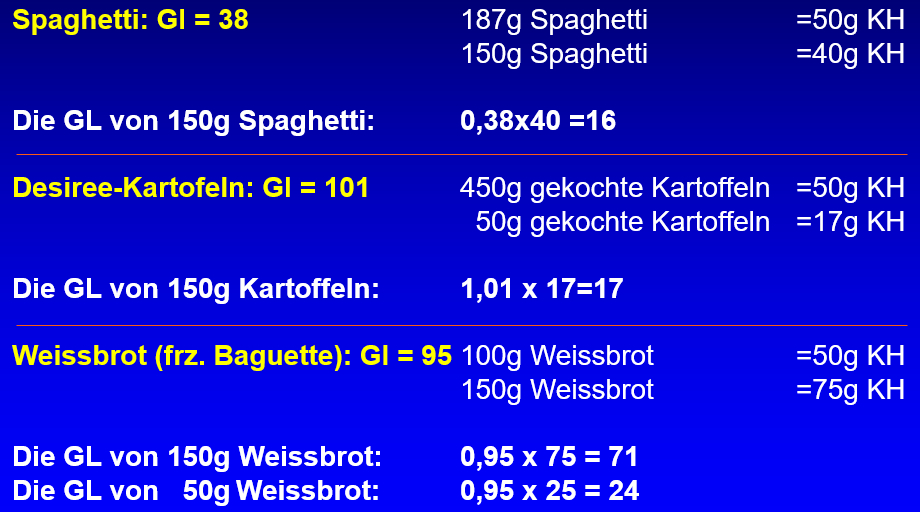 Spaghetti: GI = 38 187g Spaghetti =50g KH
150g Spaghetti =40g KH
Die GL von 150g Spaghetti: 0,38x40 =16
Desiree-Kartofeln: GI = 101 450g gekochte Kartoffeln =50g KH
50g gekochte Kartoffeln =17g KH
Die GL von 150g Kartoffeln: 1,01 x 17=17
Weissbrot (frz. Baguette): GI = 95 100g Weissbrot =50g KH
150g Weissbrot =75g KH
Die GL von 150g Weissbrot: 0,95 x 75 = 71
Die GL von 50g Weissbrot: 0,95 x 25 = 24